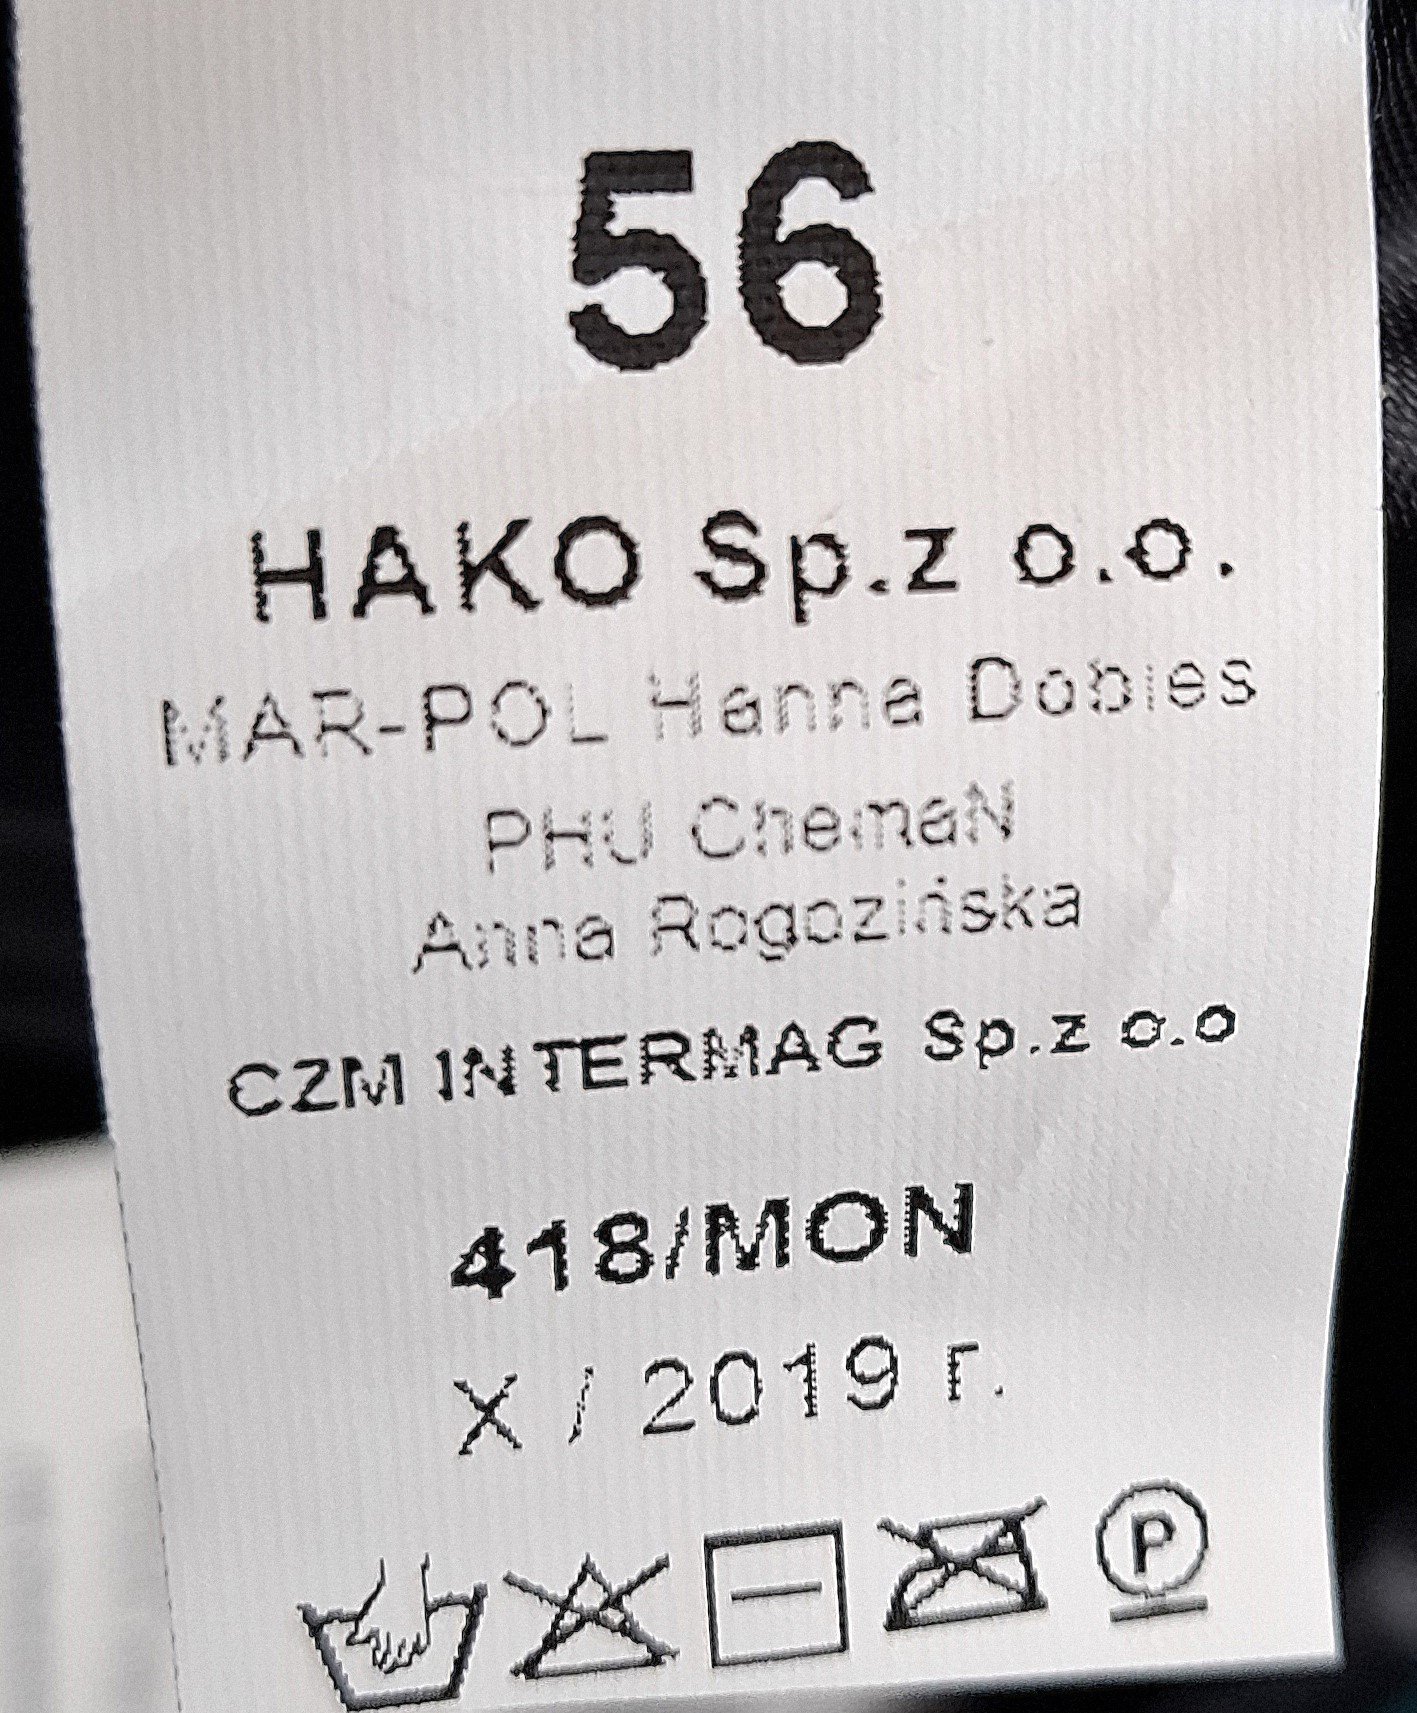 56
HAKO Sp.z o.o.
MAR-POL Hanna Dobies
PHU ChemaN
Anna Rogozińska
CZM INTERMAG Sp.z o.o
418/MON
X / 2019 r.
P